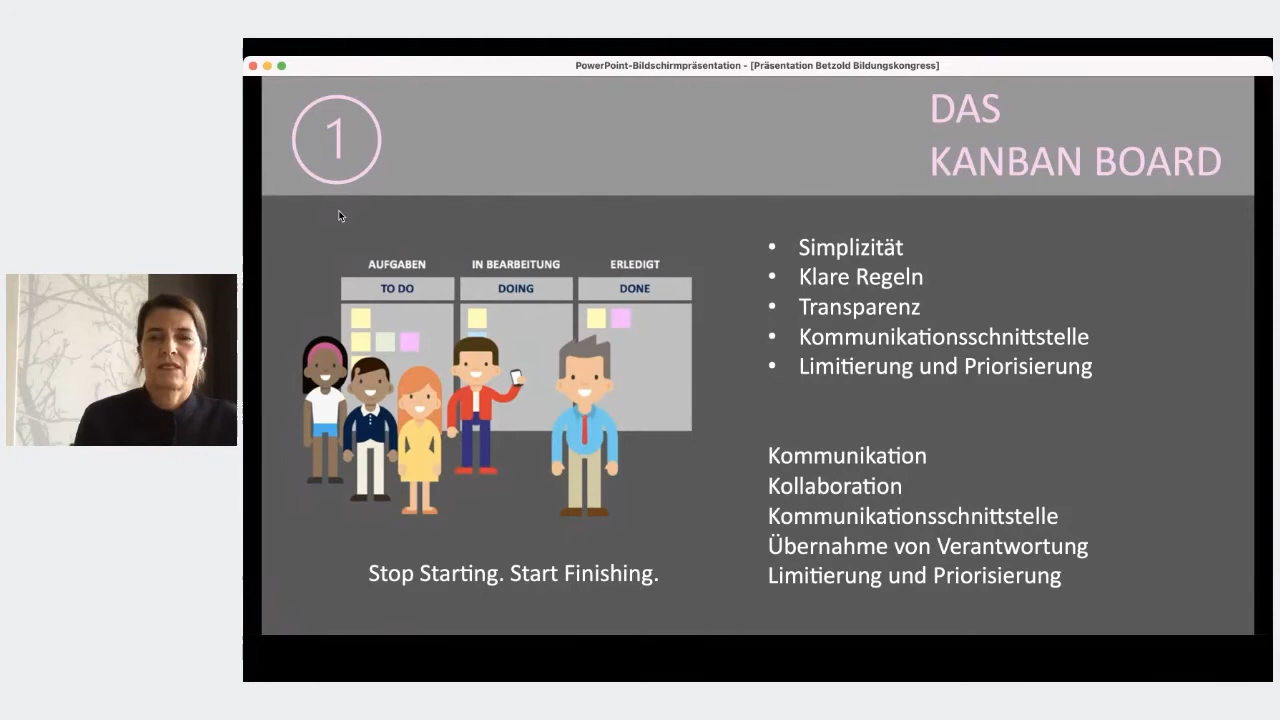 PowerPoint-Bildschirmpräsentation - [Präsentation Betzold Bildungskongress]
1
DAS
KANBAN BOARD
AUFGABEN IN BEARBEITUNG ERLEDIGT
TO DO DOING DONE
• Simplizität
• Klare Regeln
• Transparenz
• Kommunikationsschnittstelle
• Limitierung und Priorisierung
Kommunikation
Kollaboration
Kommunikationsschnittstelle
Übernahme von Verantwortung
Limitierung und Priorisierung
Stop Starting. Start Finishing.